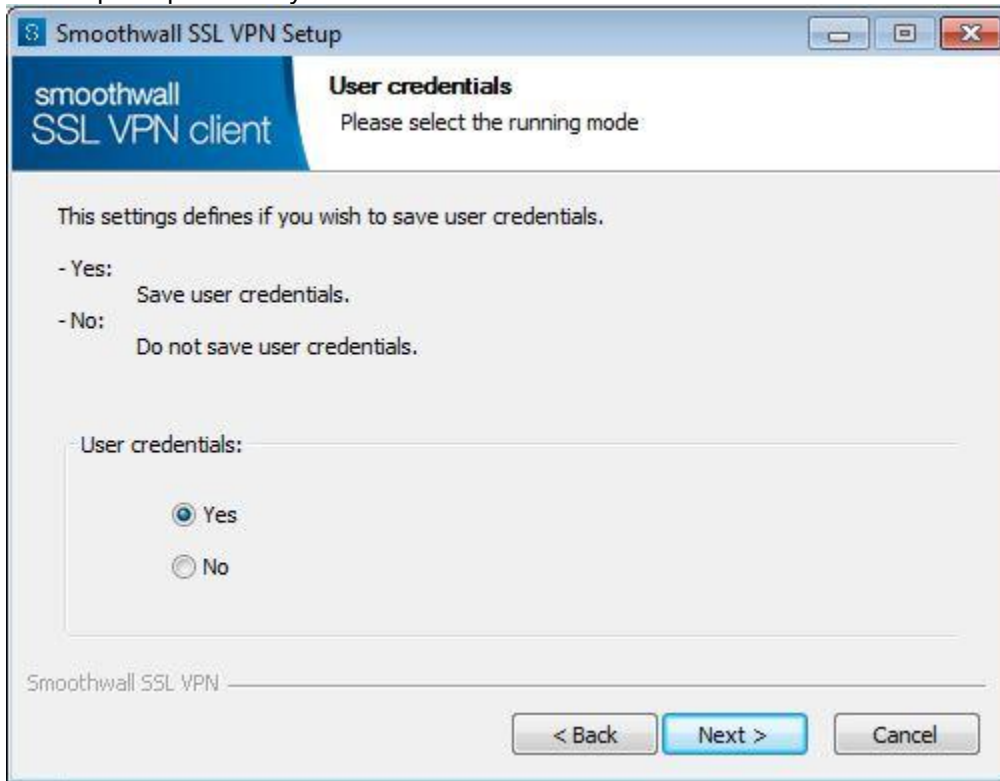 Smoothwall SSL VPN Setup
smoothwall
SSL VPN client
User credentials
Please select the running mode
This settings defines if you wish to save user credentials.
- Yes:
Save user credentials.
- No:
Do not save user credentials.
User credentials:
Yes
No
Smoothwall SSL VPN
< Back
Next >
Cancel